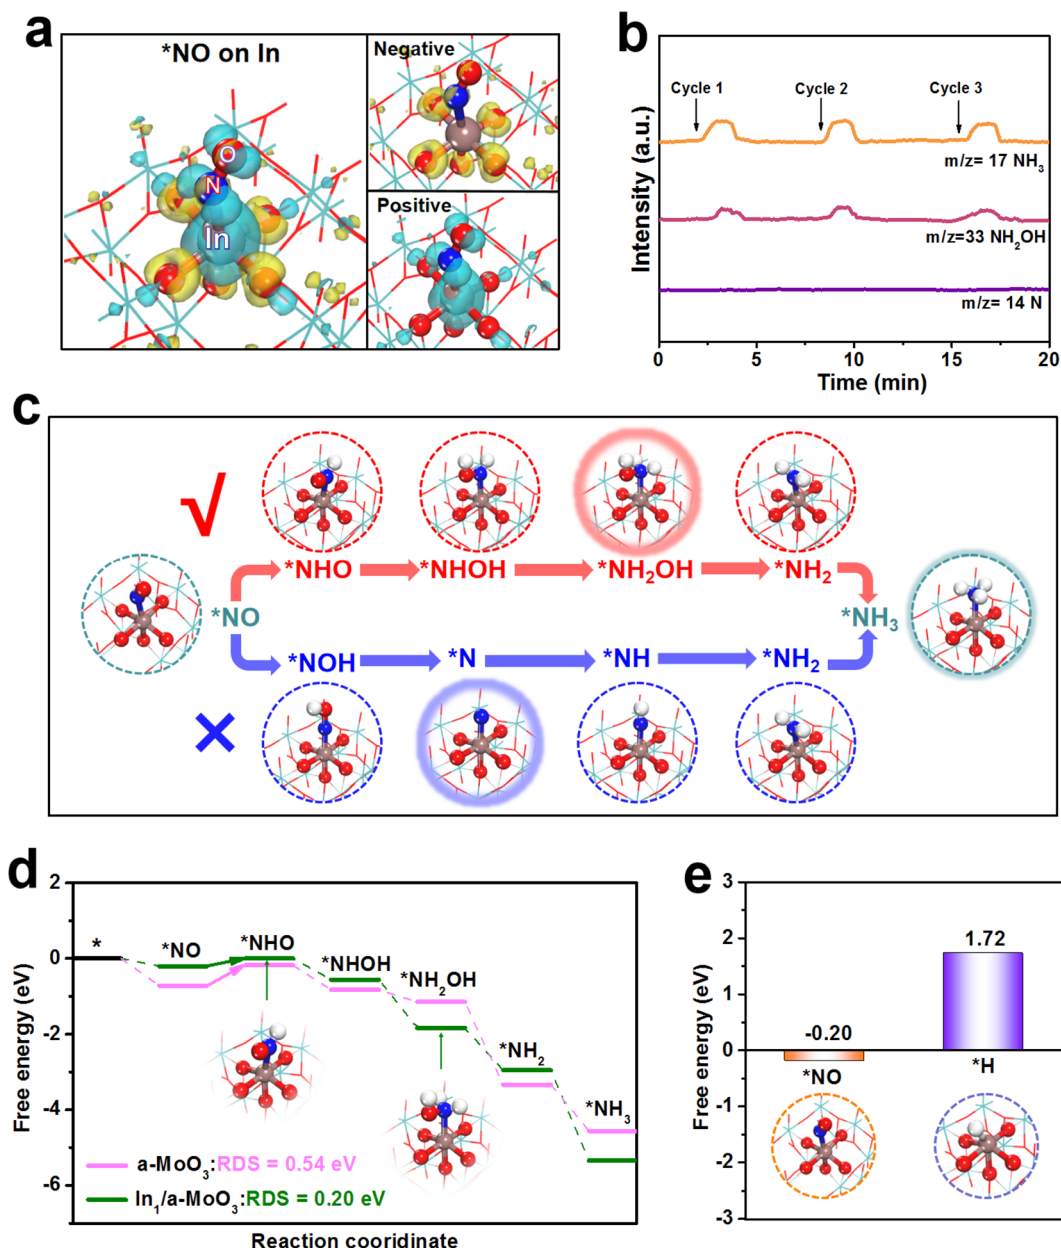 a
*NO on In
O
N
In
Negative
Positive
b
Intensity (a.u.)
Cycle 1
Cycle 2
Cycle 3
m/z= 17 NH₃
m/z=33 NH₂OH
m/z= 14 N
0
5
10
15
20
Time (min)
c
√
*NHO
*NHOH
*NH₂OH
*NH₂
*NO
*NH₃
*NOH
*N
*NH
*NH₂
×
d
Free energy (eV)
2
0
-2
-4
-6
*
*NO
*NHO
*NHOH
*NH₂OH
*NH₂
*NH₃
a-MoO₃:RDS = 0.54 eV
In₁/a-MoO₃:RDS = 0.20 eV
Reaction cooridinate
e
Free energy (eV)
3
2
1
0
-1
-2
-3
1.72
-0.20
*NO
*H